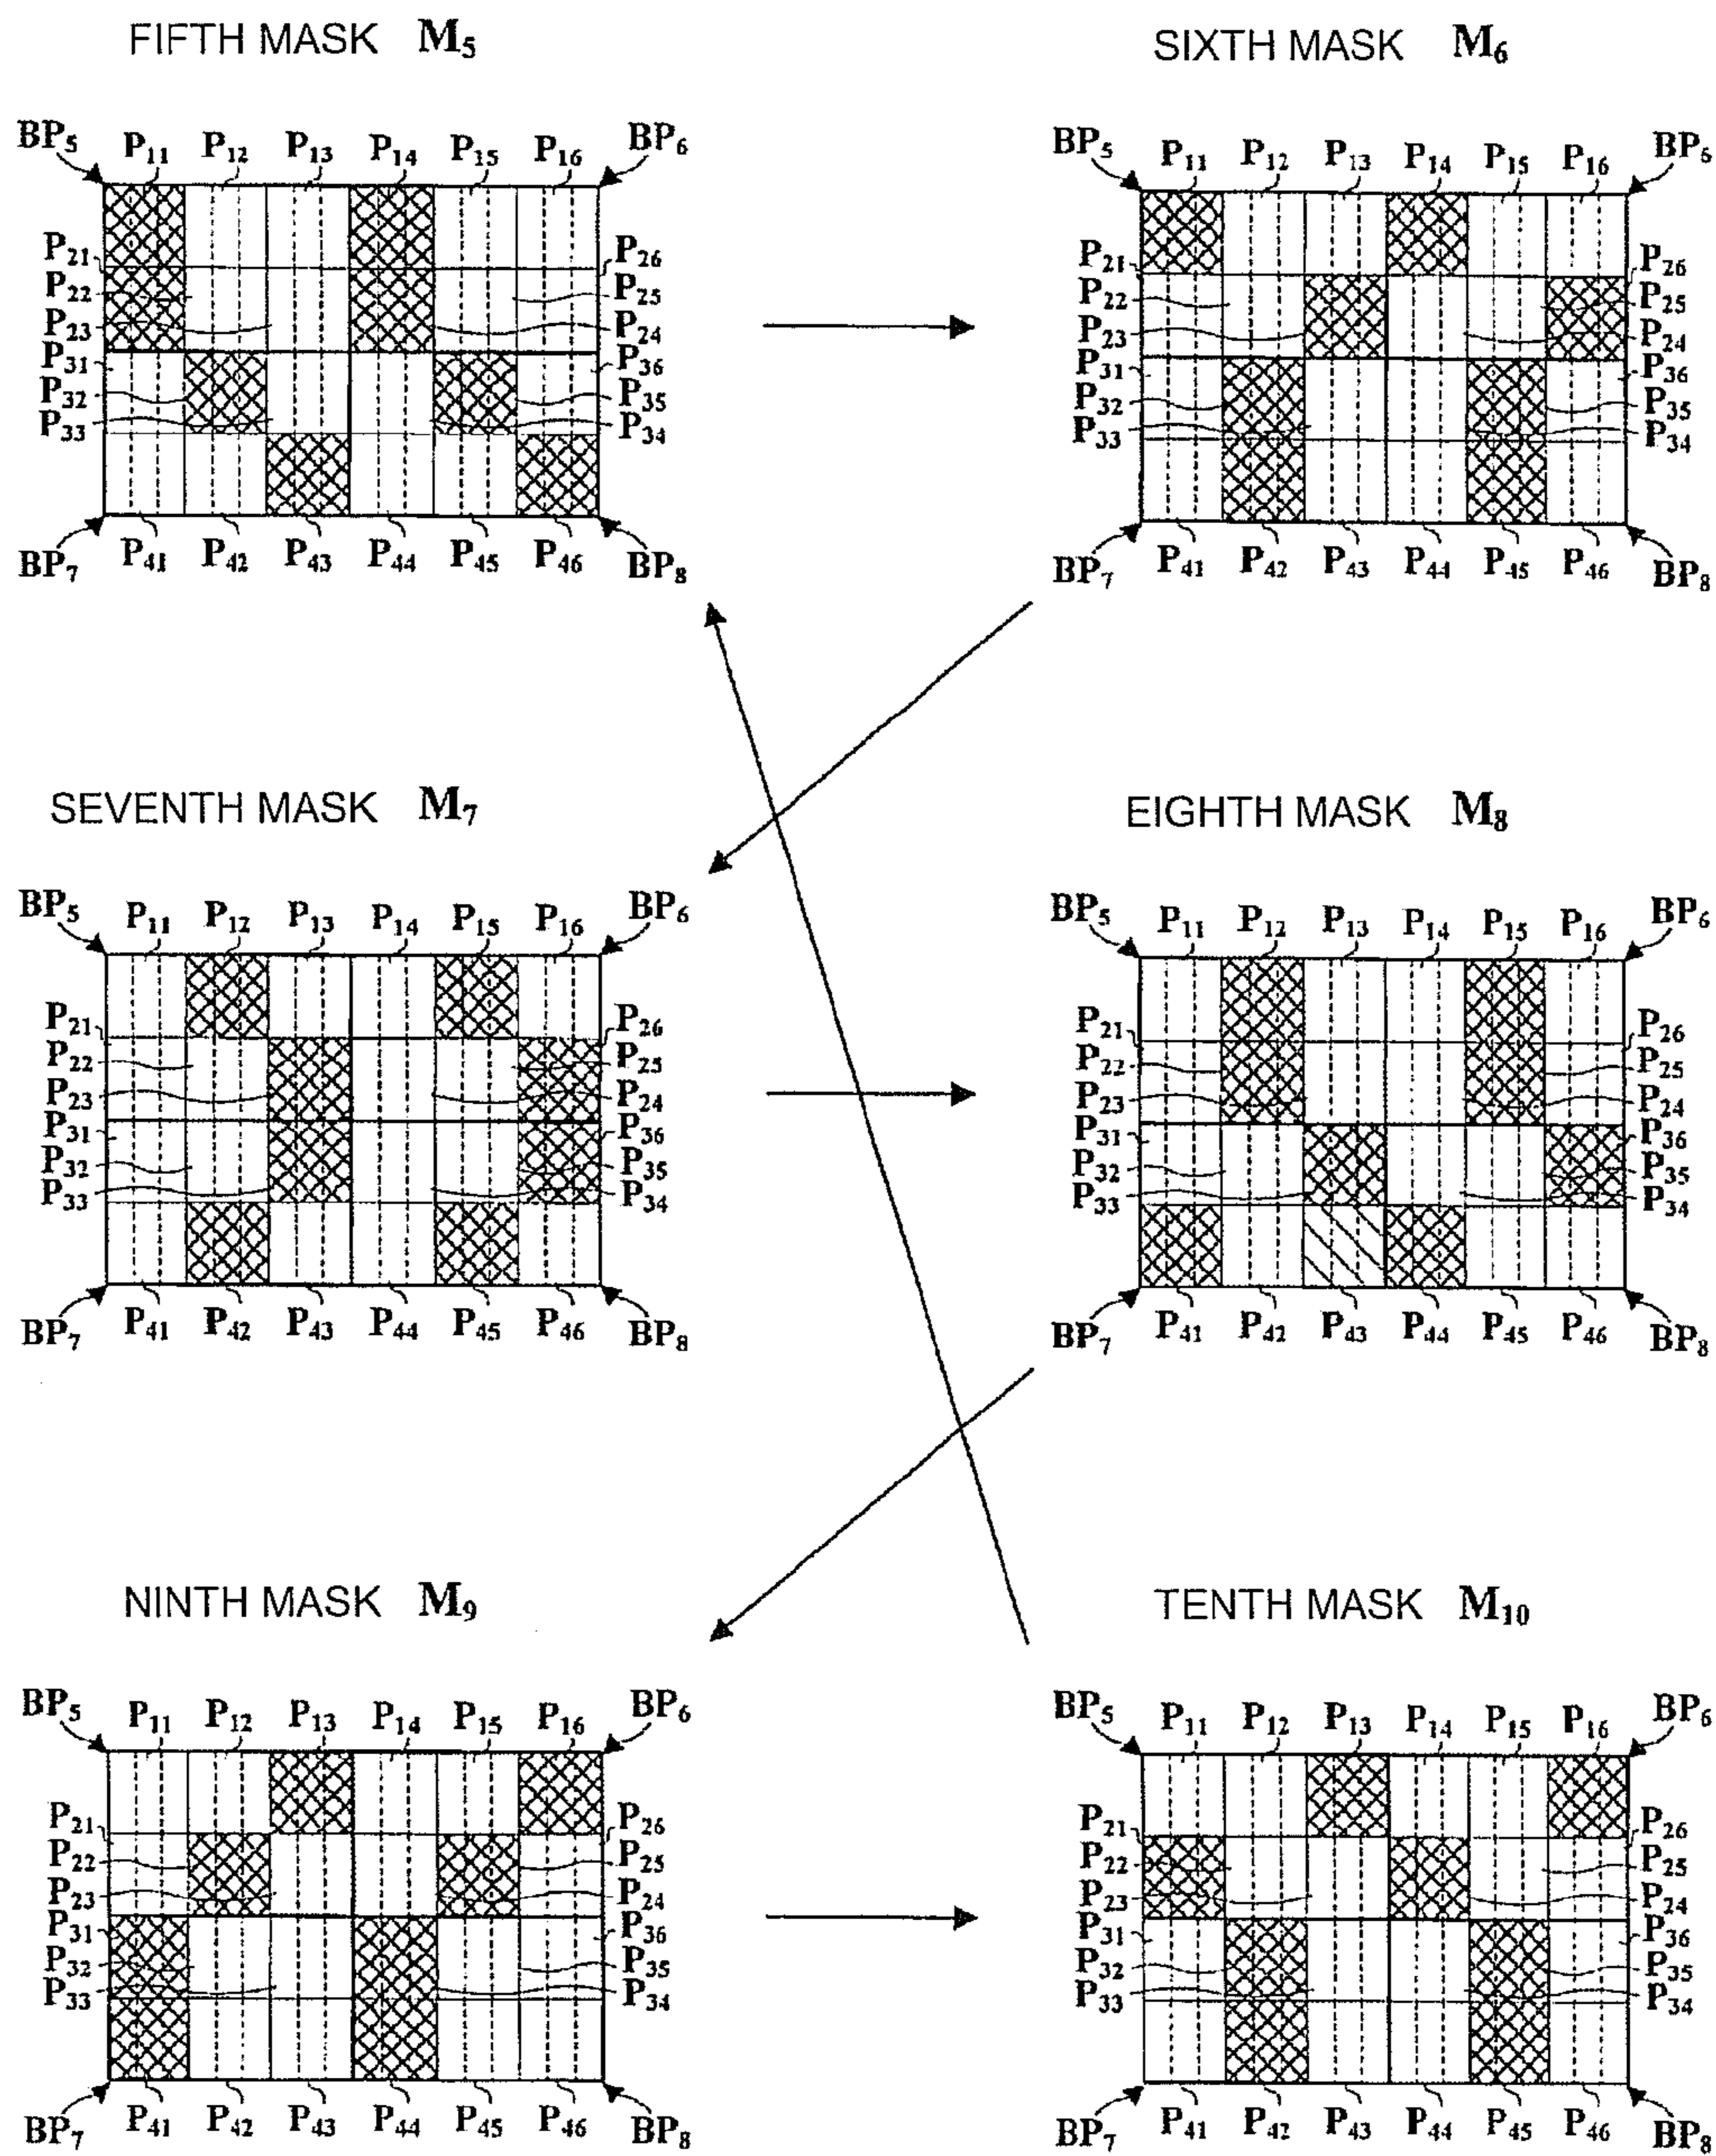 FIFTH MASK M5
SIXTH MASK M6
BP5 P11 P12 P13 P14 P15 P16 BP6
P21 P26
P22 P25
P23 P24
P31 P36
P32 P35
P33 P34
BP7 P41 P42 P43 P44 P45 P46 BP8
BP5 P11 P12 P13 P14 P15 P16 BP6
P21 P26
P22 P25
P23 P24
P31 P36
P32 P35
P33 P34
BP7 P41 P42 P43 P44 P45 P46 BP8
SEVENTH MASK M7
EIGHTH MASK M8
BP5 P11 P12 P13 P14 P15 P16 BP6
P21 P26
P22 P25
P23 P24
P31 P36
P32 P35
P33 P34
BP7 P41 P42 P43 P44 P45 P46 BP8
BP5 P11 P12 P13 P14 P15 P16 BP6
P21 P26
P22 P25
P23 P24
P31 P36
P32 P35
P33 P34
BP7 P41 P42 P43 P44 P45 P46 BP8
NINTH MASK M9
TENTH MASK M10
BP5 P11 P12 P13 P14 P15 P16 BP6
P21 P26
P22 P25
P23 P24
P31 P36
P32 P35
P33 P34
BP7 P41 P42 P43 P44 P45 P46 BP8
BP5 P11 P12 P13 P14 P15 P16 BP6
P21 P26
P22 P25
P23 P24
P31 P36
P32 P35
P33 P34
BP7 P41 P42 P43 P44 P45 P46 BP8